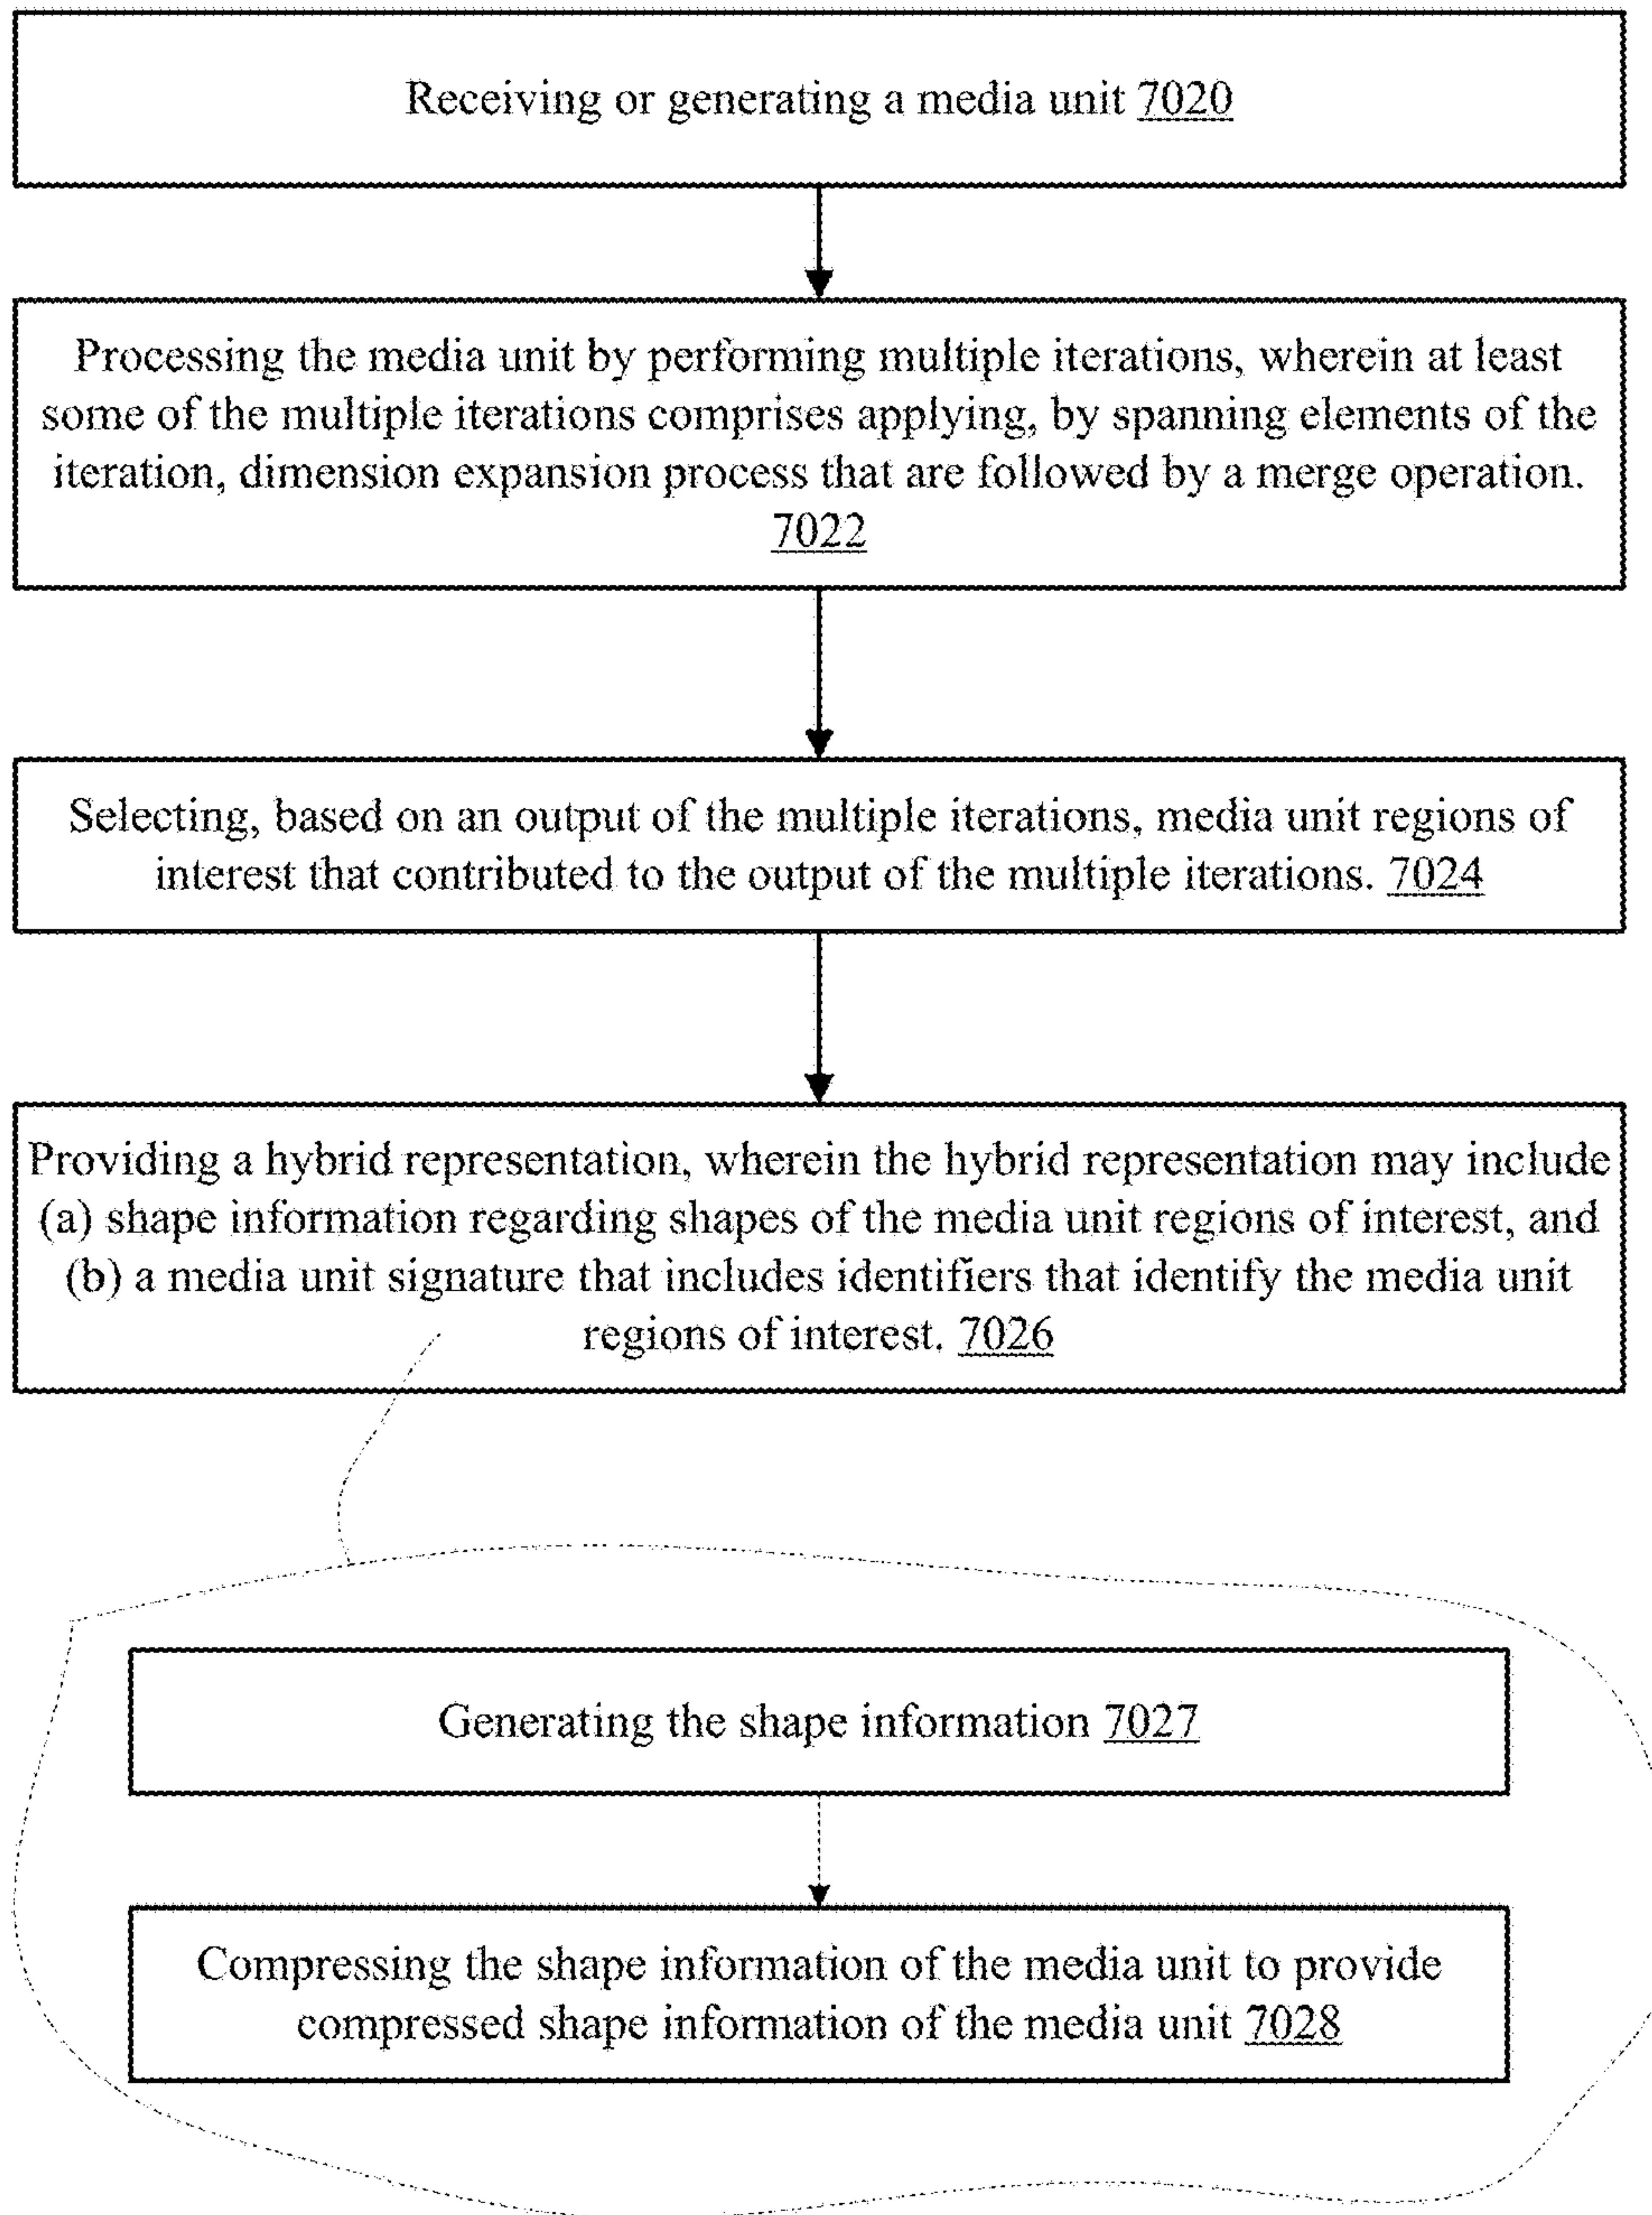 Receiving or generating a media unit 7020
Processing the media unit by performing multiple iterations, wherein at least
some of the multiple iterations comprises applying, by spanning elements of the
iteration, dimension expansion process that are followed by a merge operation.
7022
Selecting, based on an output of the multiple iterations, media unit regions of
interest that contributed to the output of the multiple iterations. 7024
Providing a hybrid representation, wherein the hybrid representation may include
(a) shape information regarding shapes of the media unit regions of interest, and
(b) a media unit signature that includes identifiers that identify the media unit
regions of interest. 7026
Generating the shape information 7027
Compressing the shape information of the media unit to provide
compressed shape information of the media unit 7028